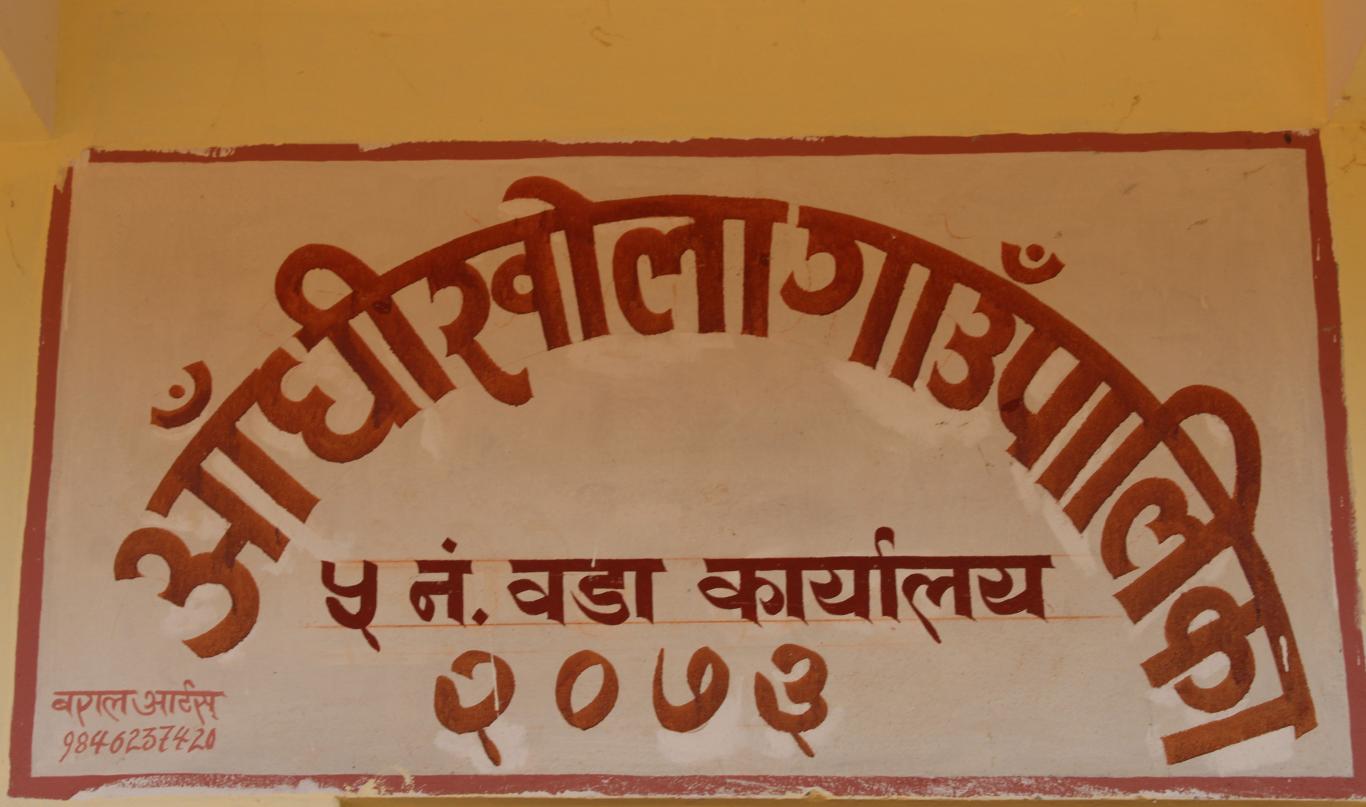 आँधीखोला गाउँपालिका
५ नं. वडा कार्यालय
२०७३
बराल आर्टस्
9846237420